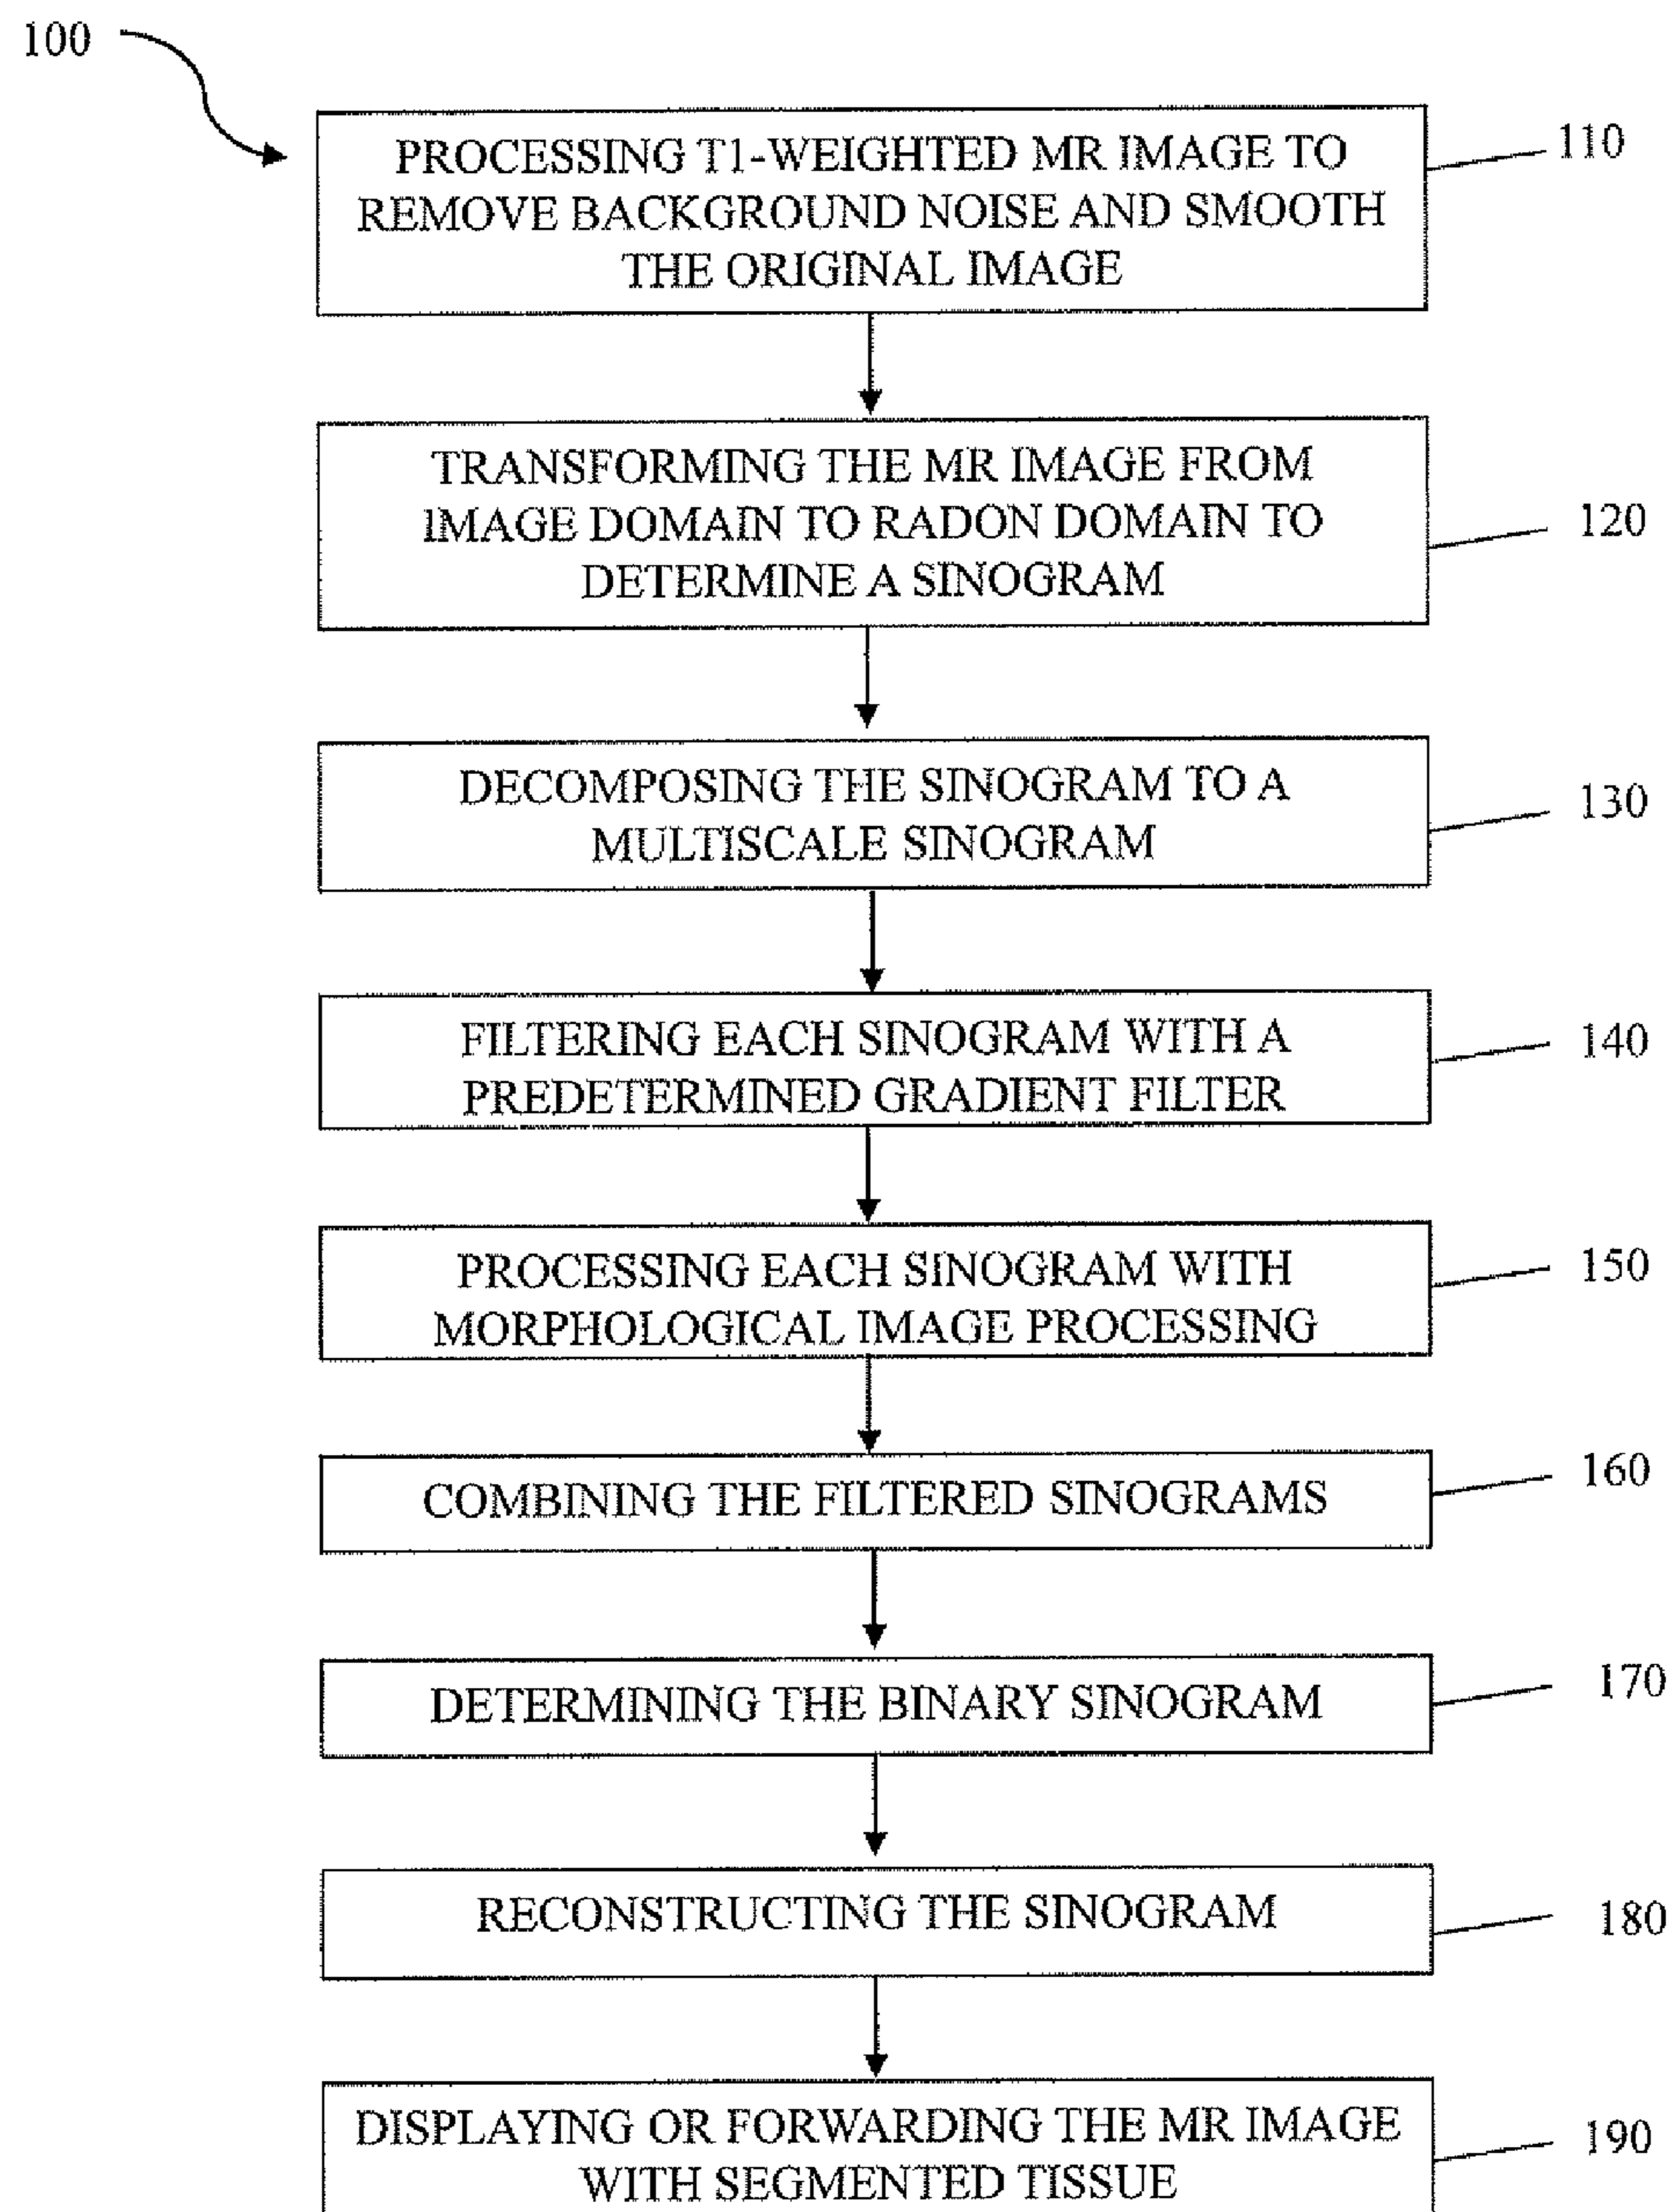 100
PROCESSING T1-WEIGHTED MR IMAGE TO
REMOVE BACKGROUND NOISE AND SMOOTH
THE ORIGINAL IMAGE
110
TRANSFORMING THE MR IMAGE FROM
IMAGE DOMAIN TO RADON DOMAIN TO
DETERMINE A SINOGRAM
120
DECOMPOSING THE SINOGRAM TO A
MULTISCALE SINOGRAM
130
FILTERING EACH SINOGRAM WITH A
PREDETERMINED GRADIENT FILTER
140
PROCESSING EACH SINOGRAM WITH
MORPHOLOGICAL IMAGE PROCESSING
150
COMBINING THE FILTERED SINOGRAMS
160
DETERMINING THE BINARY SINOGRAM
170
RECONSTRUCTING THE SINOGRAM
180
DISPLAYING OR FORWARDING THE MR IMAGE
WITH SEGMENTED TISSUE
190